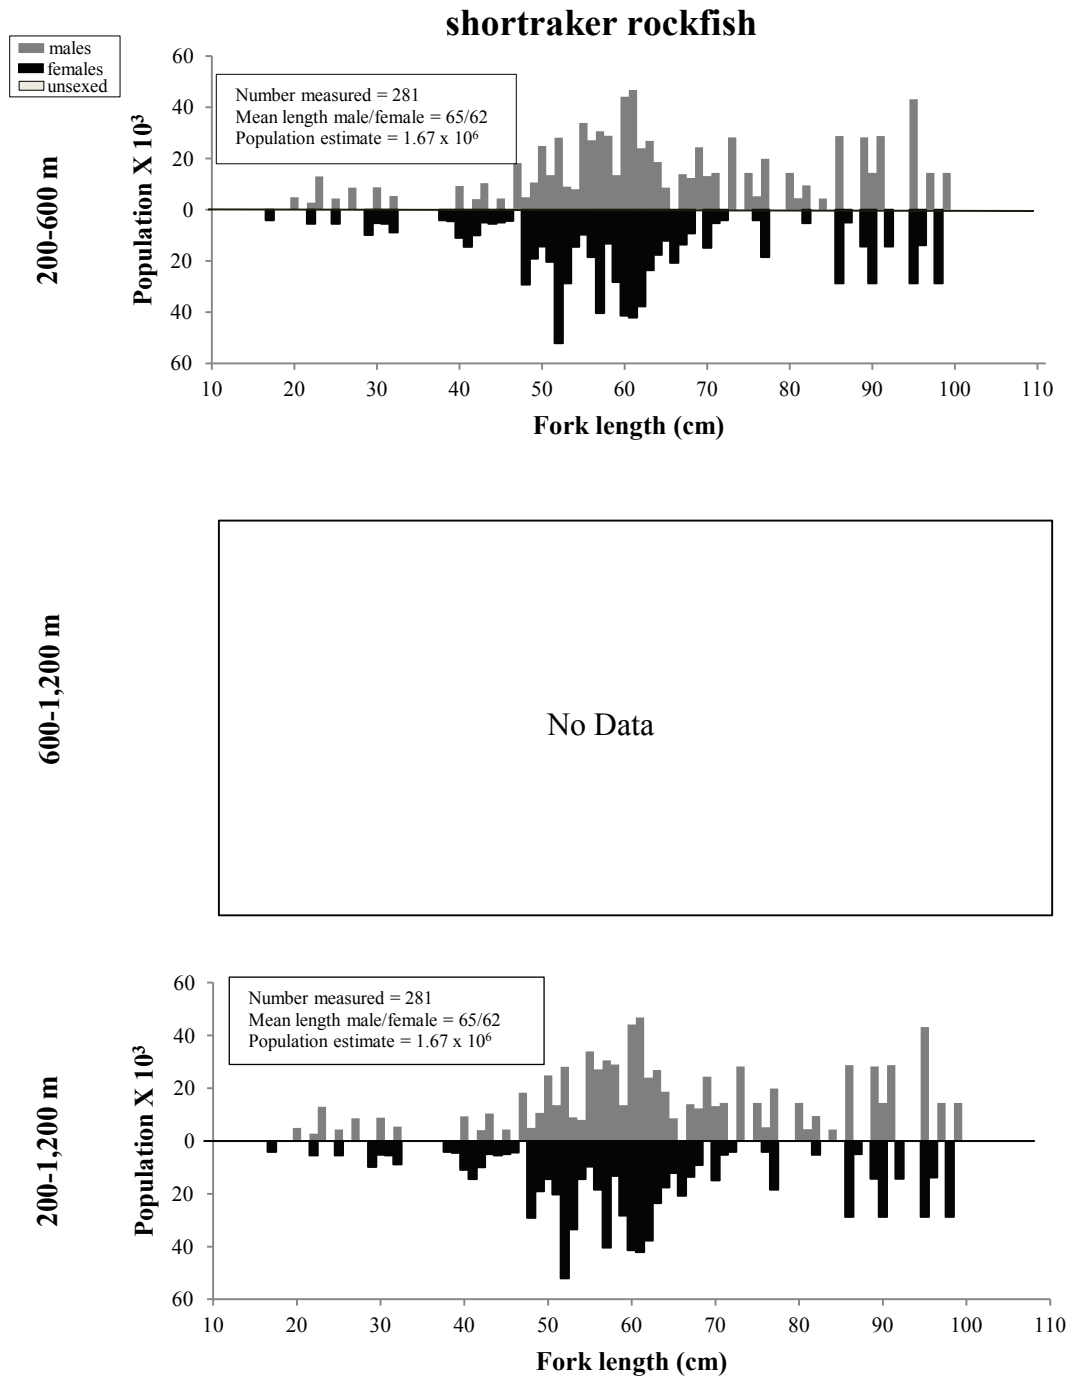 shortraker rockfish
males
females
unsexed
200-600 m
Population X 10³
60
40
20
0
20
40
60
Number measured = 281
Mean length male/female = 65/62
Population estimate = 1.67 x 10⁶
10 20 30 40 50 60 70 80 90 100 110
Fork length (cm)
600-1,200 m
No Data
200-1,200 m
Population X 10³
60
40
20
0
20
40
60
Number measured = 281
Mean length male/female = 65/62
Population estimate = 1.67 x 10⁶
10 20 30 40 50 60 70 80 90 100 110
Fork length (cm)